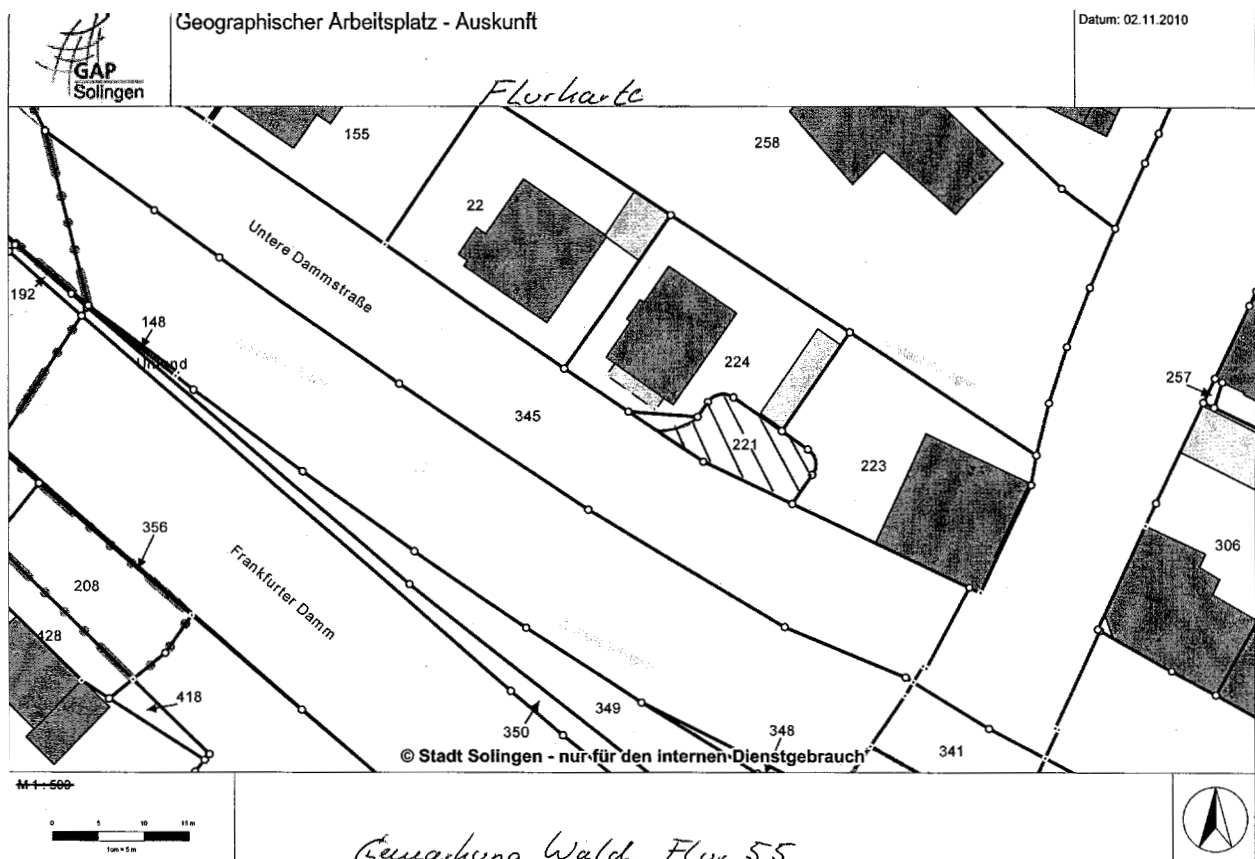 Geographischer Arbeitsplatz - Auskunft
Datum: 02.11.2010
GAP
Solingen
Flurkarte
155
258
22
Untere Dammstraße
192
148
224
257
345
221
223
356
306
208
Frankfurter Damm
428
418
350
349
348
341
© Stadt Solingen - nur für den internen Dienstgebrauch
M 1 : 500
0 5 10 15 m
1cm = 5 m
Gemarkung Wald Flur 55